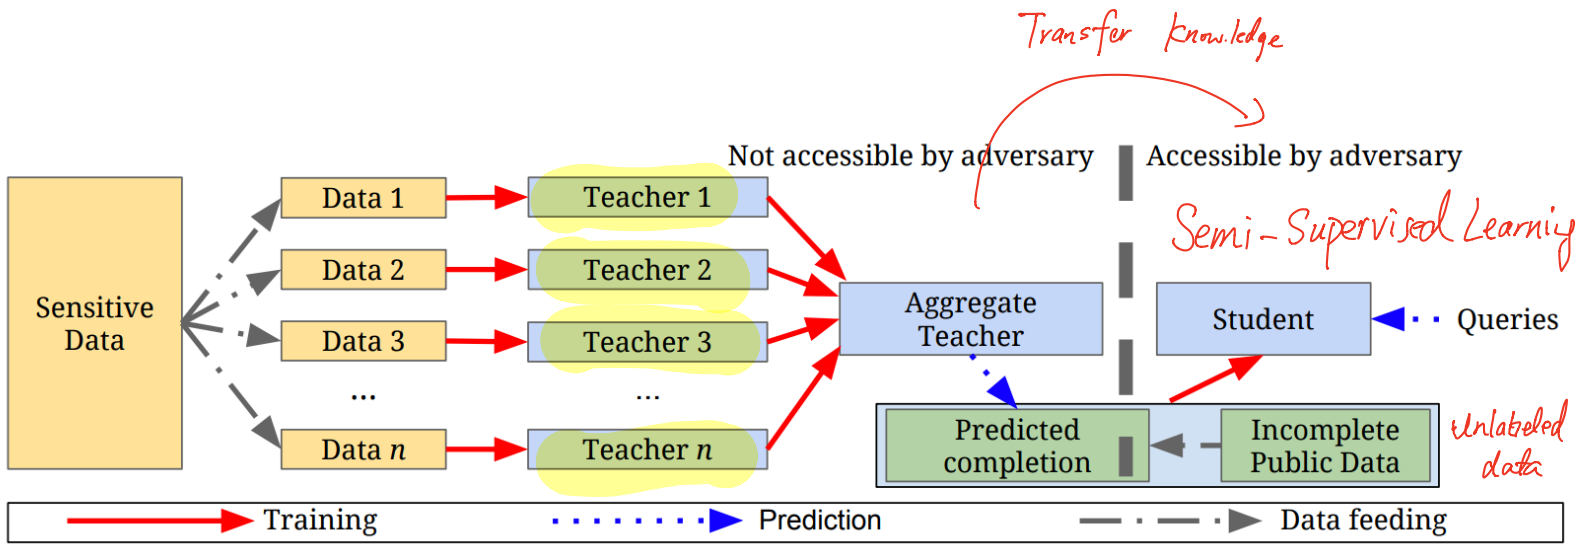 Transfer Knowledge
Not accessible by adversary
Accessible by adversary
Semi-Supervised Learning
Sensitive
Data
Data 1
Data 2
Data 3
...
Data n
Teacher 1
Teacher 2
Teacher 3
...
Teacher n
Aggregate
Teacher
Student
Queries
Predicted
completion
Incomplete
Public Data
Unlabeled
data
Training
Prediction
Data feeding